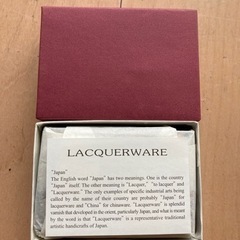 LACQUERWARE
"Japan"
The English word "Japan" has two meanings. One is the country
"Japan" itself. The other meaning is "Lacquer," "to lacquer" and
"Lacquerware." The only examples of specific industrial arts being
called by the name of their country are probably "Japan" for
lacquerware and "China" for chinaware. "Lacquerware" is splendid
varnish that developed in the orient, particularly Japan, and what is meant
by the word is that "Lacquerware" is a representative traditional
artistic handicrafts of Japan.